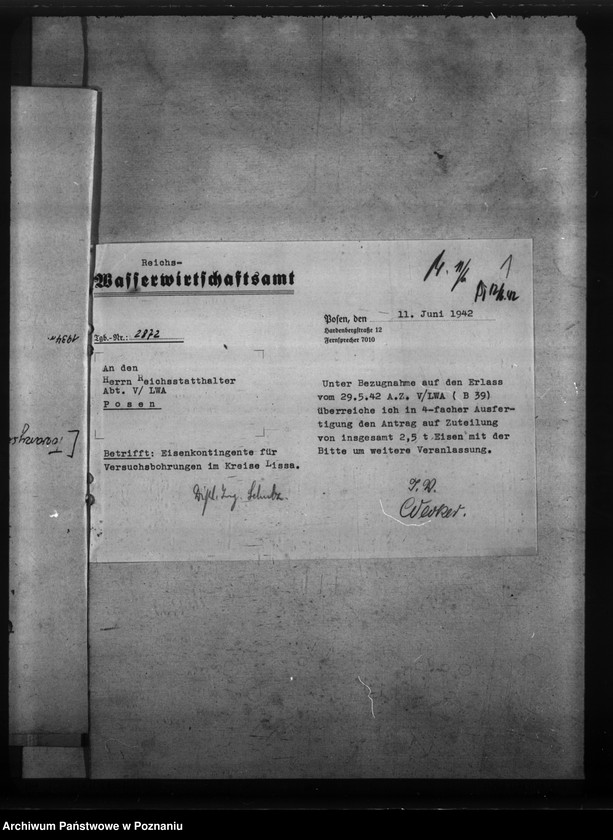 Reichs-
Wasserwirtschaftsamt
Posen, den 11. Juni 1942
Hardenbergstraße 12
Fernsprecher 7010
Tgb.-Nr.: 2872
An den
Herrn Reichsstatthalter
Abt. V/ LWA
Posen
Betrifft: Eisenkontingente für
Versuchsbohrungen im Kreise Lissa.
Dipl. Ing. Schulz.
Unter Bezugnahme auf den Erlass
vom 29.5.42 A.Z. V/LWA ( B 39)
überreiche ich in 4-facher Ausfer-
tigung den Antrag auf Zuteilung
von insgesamt 2,5 t Eisen mit der
Bitte um weitere Veranlassung.
I.V.
Archiwum Państwowe w Poznaniu